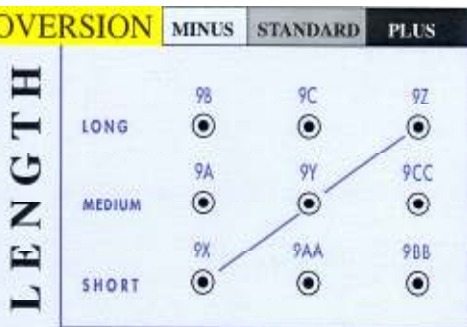 OVERSION MINUS STANDARD PLUS
LENGTH
9B 9C 9Z
LONG
9A 9Y 9CC
MEDIUM
9X 9AA 9BB
SHORT